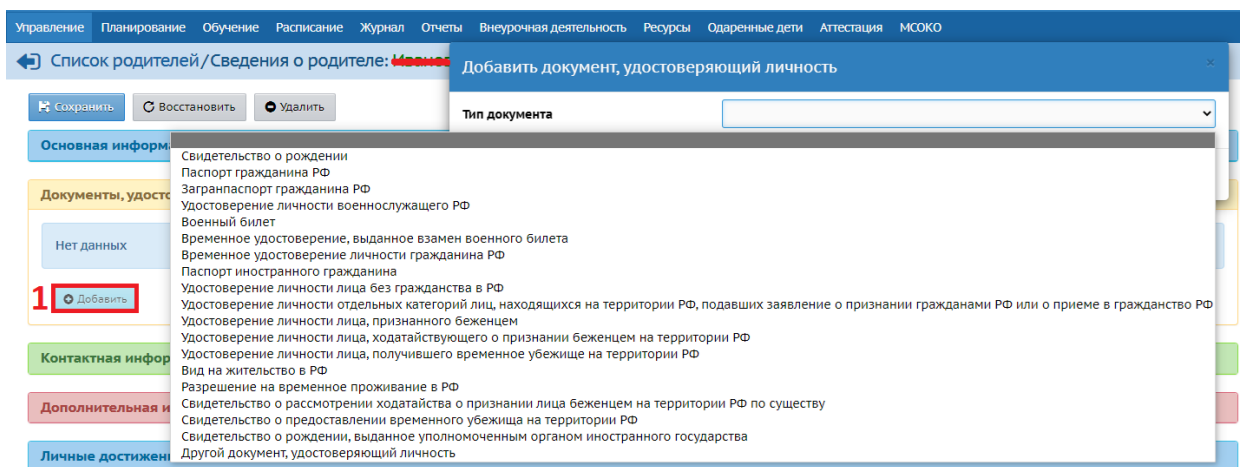 Управление Планирование Обучение Расписание Журнал Отчеты Внеурочная деятельность Ресурсы Одаренные дети Аттестация МСОКО
Список родителей/Сведения о родителе:
Добавить документ, удостоверяющий личность ×
Сохранить Восстановить Удалить
Тип документа
Основная информа
Свидетельство о рождении
Паспорт гражданина РФ
Загранпаспорт гражданина РФ
Удостоверение личности военнослужащего РФ
Военный билет
Временное удостоверение, выданное взамен военного билета
Временное удостоверение личности гражданина РФ
Паспорт иностранного гражданина
Удостоверение личности лица без гражданства в РФ
Удостоверение личности отдельных категорий лиц, находящихся на территории РФ, подавших заявление о признании гражданами РФ или о приеме в гражданство РФ
Удостоверение личности лица, признанного беженцем
Удостоверение личности лица, ходатайствующего о признании беженцем на территории РФ
Удостоверение личности лица, получившего временное убежище на территории РФ
Вид на жительство в РФ
Разрешение на временное проживание в РФ
Свидетельство о рассмотрении ходатайства о признании лица беженцем на территории РФ по существу
Свидетельство о предоставлении временного убежища на территории РФ
Свидетельство о рождении, выданное уполномоченным органом иностранного государства
Другой документ, удостоверяющий личность
Документы, удосто
Нет данных
1 Добавить
Контактная инфор
Дополнительная и
Личные достижен